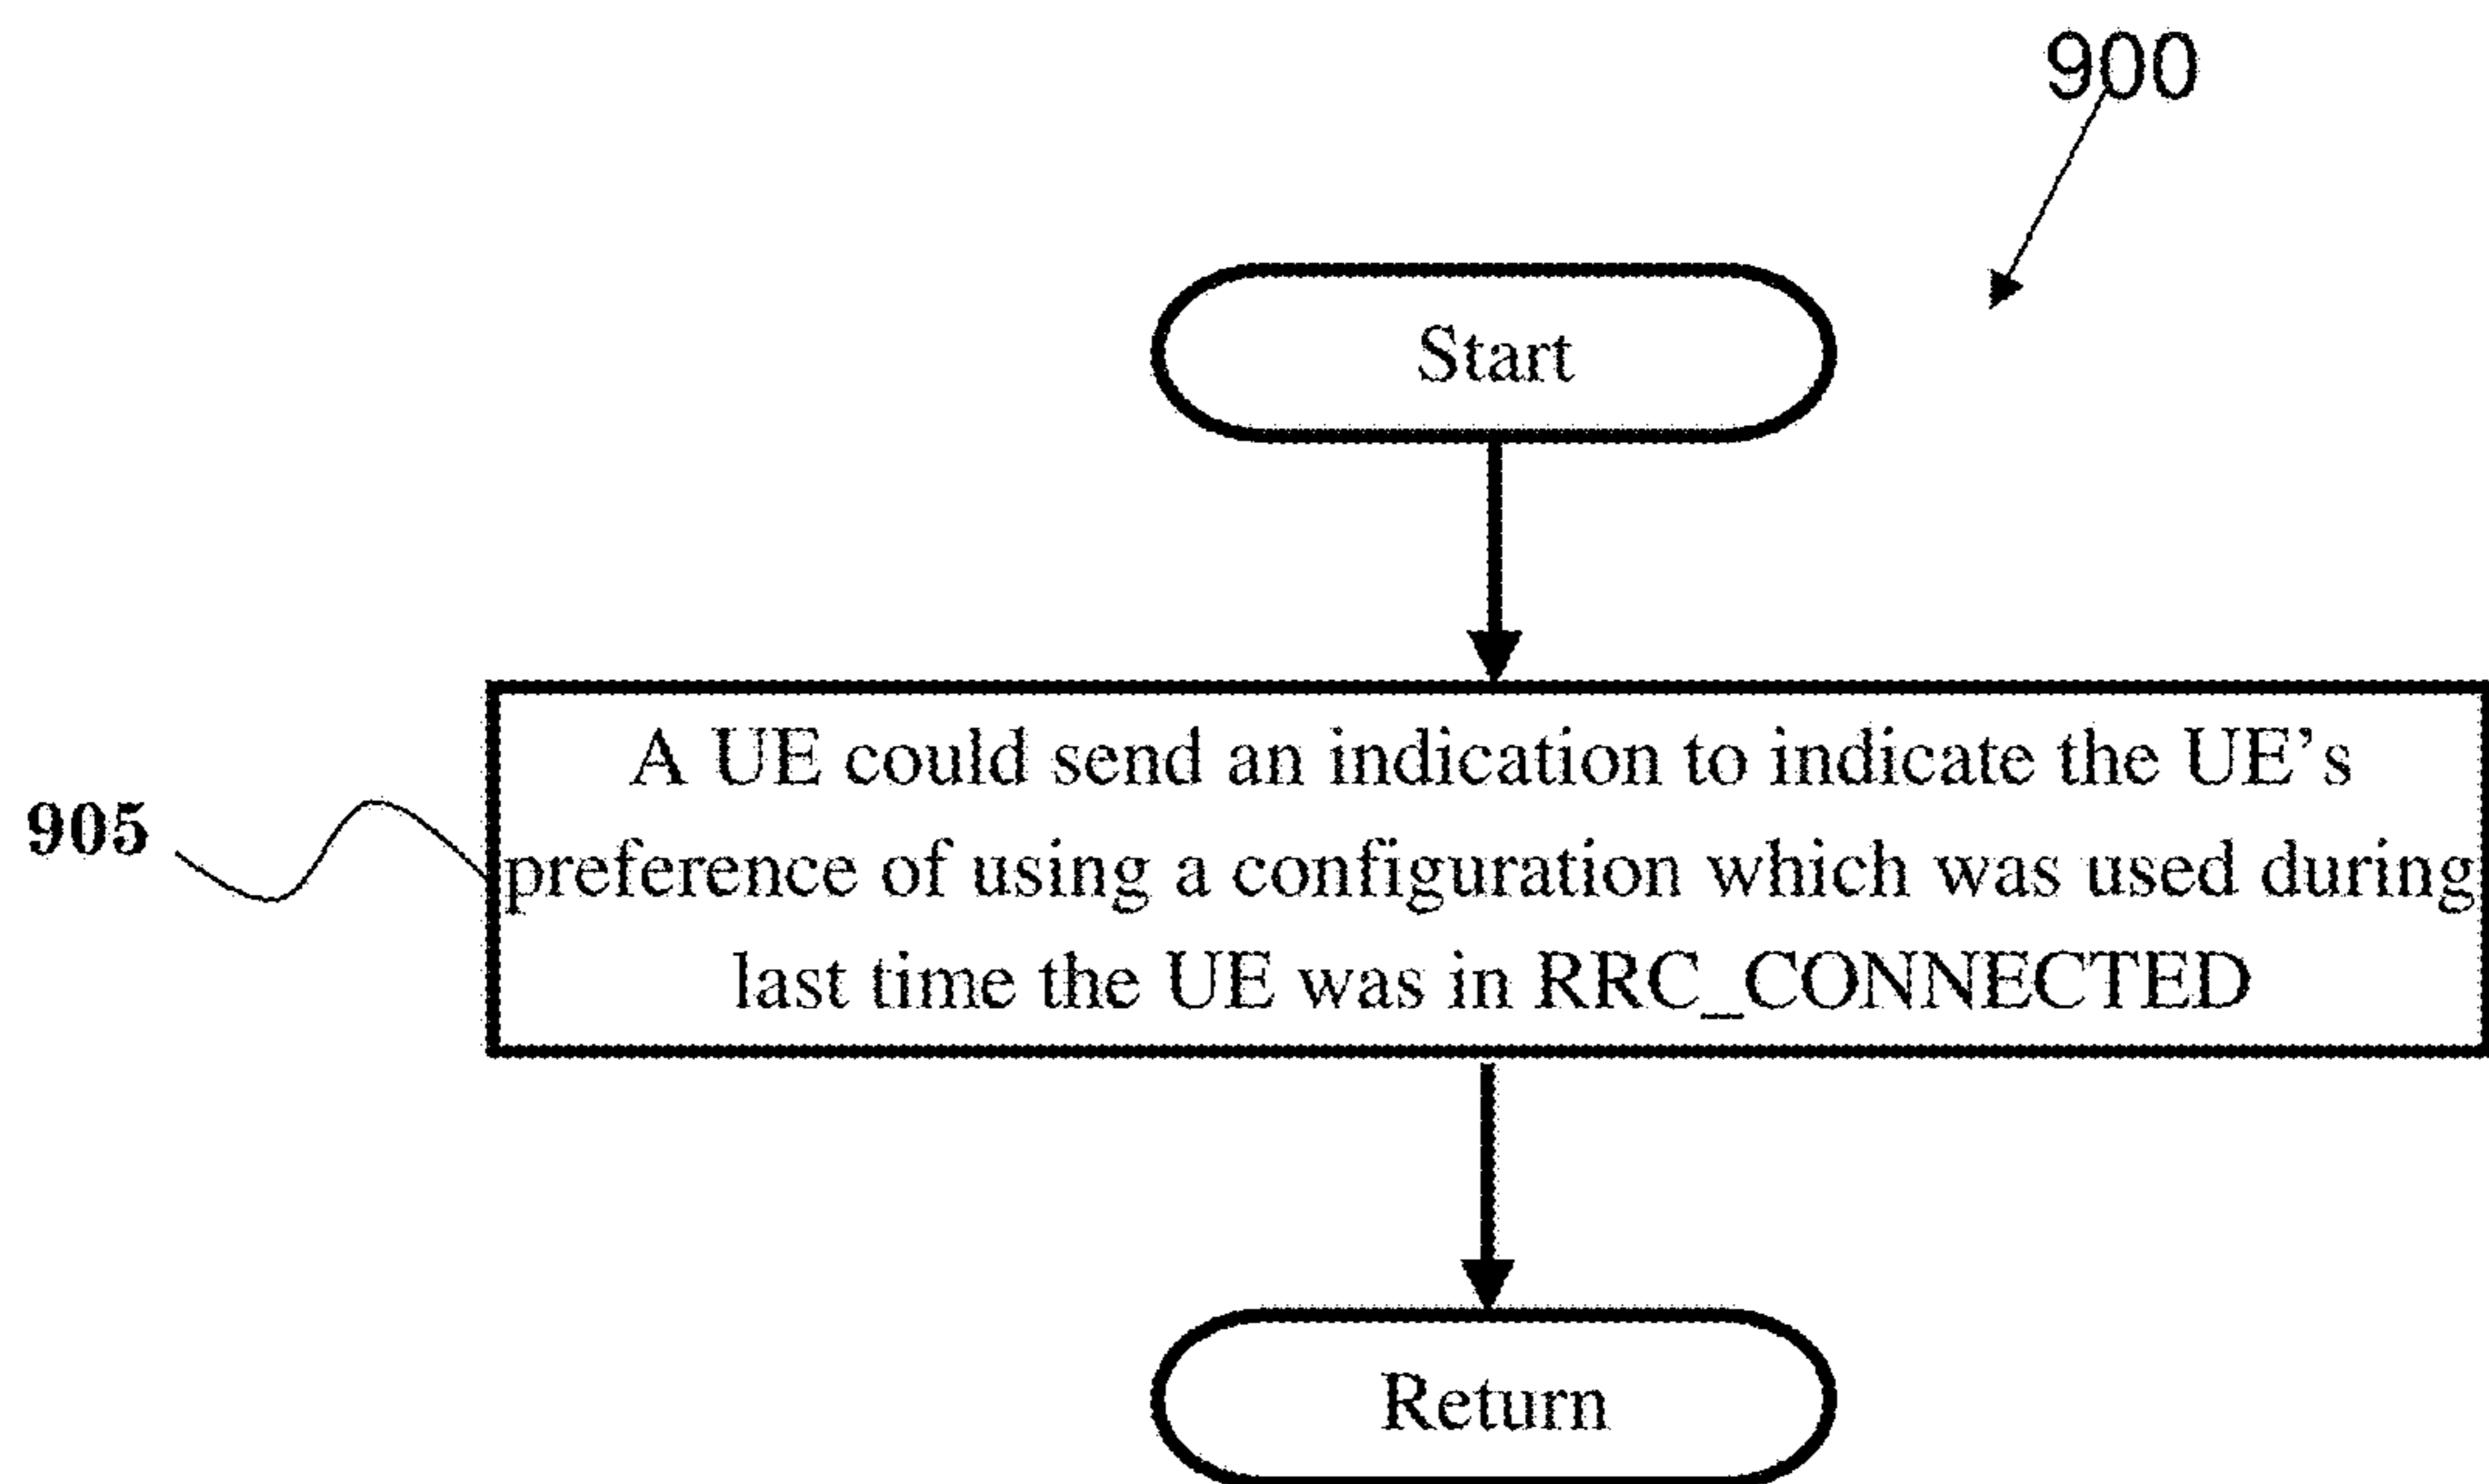 900
Start
A UE could send an indication to indicate the UE’s
905
preference of using a configuration which was used during
last time the UE was in RRC_CONNECTED
Return